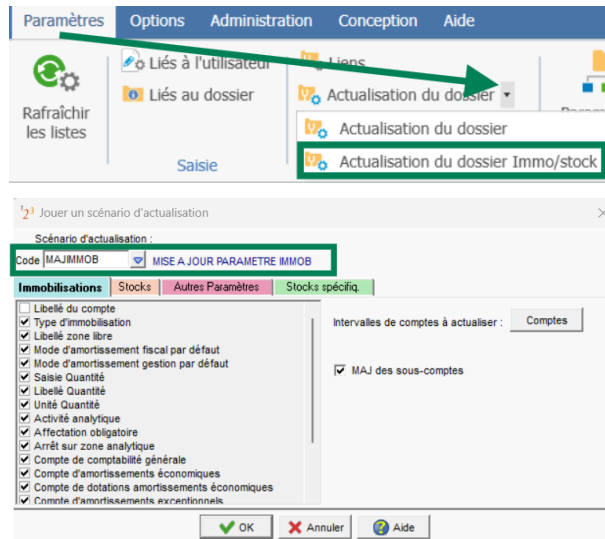 Paramètres Options Administration Conception Aide
Liés à l'utilisateur Liens
Liés au dossier Actualisation du dossier
Rafraîchir
les listes
Actualisation du dossier
Saisie Actualisation du dossier Immo/stock
Jouer un scénario d'actualisation
Scénario d'actualisation :
Code MAJIMMOB MISE A JOUR PARAMETRE IMMOB
Immobilisations Stocks Autres Paramètres Stocks spécifiq.
Libellé du compte
Type d'immobilisation
Libellé zone libre
Mode d'amortissement fiscal par défaut
Mode d'amortissement gestion par défaut
Saisie Quantité
Libellé Quantité
Unité Quantité
Activité analytique
Affectation obligatoire
Arrêt sur zone analytique
Compte de comptabilité générale
Compte d'amortissements économiques
Compte de dotations amortissements économiques
Compte d'amortissements exceptionnels
Intervalles de comptes à actualiser : Comptes
MAJ des sous-comptes
OK Annuler Aide